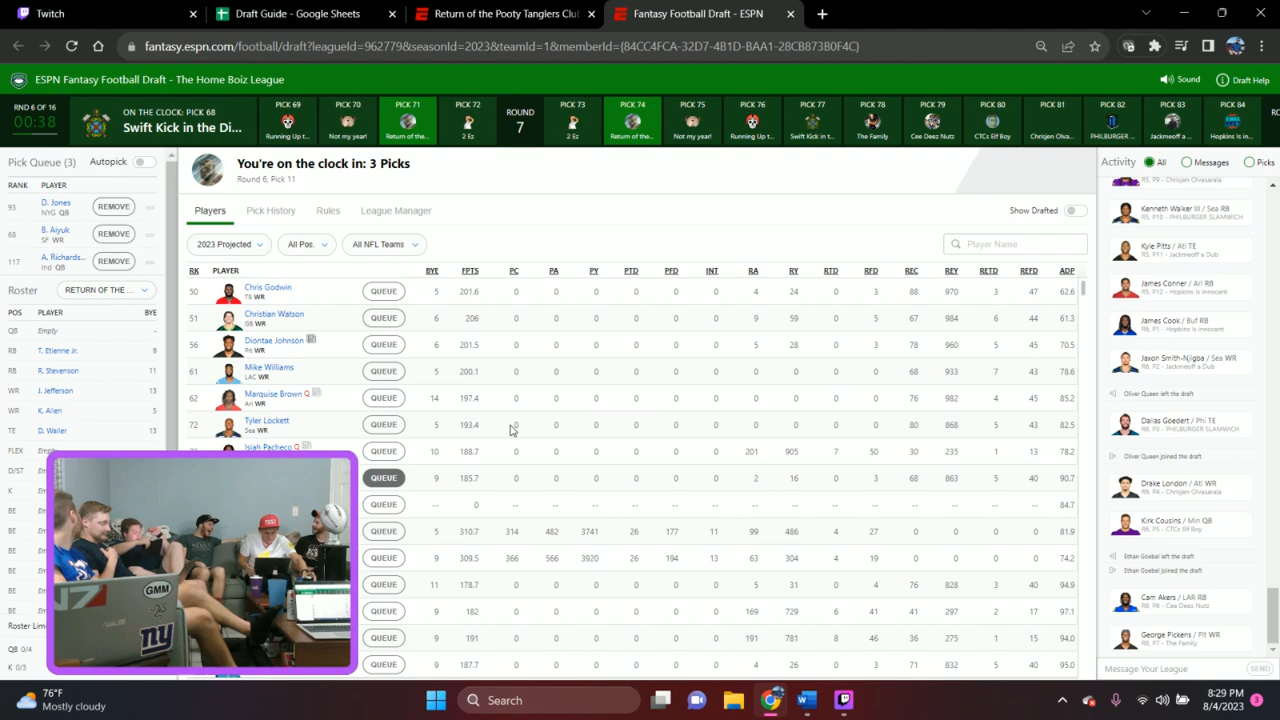 Twitch
Draft Guide - Google Sheets
Return of the Pooty Tanglers Clu
Fantasy Football Draft - ESPN
fantasy.espn.com/football/draft?leagueId=962779&seasonId=2023&teamId=1&memberId={84CC4FCA-32D7-4B1D-BAA1-28CB873B0F4C}
ESPN Fantasy Football Draft - The Home Boiz League
Sound
Draft Help
RND 6 OF 16
00:38
ON THE CLOCK: PICK 68
Swift Kick in the Di...
PICK 69
Running Up t...
PICK 70
Not my year!
PICK 71
Return of the...
PICK 72
2 Ez
ROUND
7
PICK 73
2 Ez
PICK 74
Return of the...
PICK 75
Not my year!
PICK 76
Running Up t...
PICK 77
Swift Kick in t...
PICK 78
The Family
PICK 79
Cee Deez Nutz
PICK 80
CTCs Elf Boy
PICK 81
Chrisjen Olva...
PICK 82
PHILBURGER ...
PICK 83
Jackmeoff a ...
PICK 84
Hopkins is in...
Pick Queue (3)
Autopick
RANK PLAYER
93 D. Jones REMOVE
NYG QB
68 B. Aiyuk REMOVE
SF WR
117 A. Richards... REMOVE
Ind QB
Roster RETURN OF THE ...
POS PLAYER BYE
QB Empty -
RB T. Etienne Jr. 9
RB R. Stevenson 11
WR J. Jefferson 13
WR K. Allen 5
TE D. Waller 13
FLEX
D/ST
K
BE
BE
BE
BE
BE
BE
Roster Lim
QB 0/4
K 0/3
You're on the clock in: 3 Picks
Round 6, Pick 11
Players
Pick History
Rules
League Manager
Show Drafted
2023 Projected
All Pos.
All NFL Teams
Player Name
RK PLAYER BYE FPTS PC PA PY PTD PFD INT RA RY RTD RFD REC REY RETD REFD ADP
50 Chris Godwin QUEUE 5 201.6 0 0 0 0 0 0 4 24 0 3 88 970 3 47 62.6
TB WR
51 Christian Watson QUEUE 6 206 0 0 0 0 0 0 9 59 0 5 67 984 6 44 61.3
GB WR
56 Diontae Johnson QUEUE 6 200.5 0 0 0 0 0 0 5 28 0 3 78 960 5 45 70.5
Pit WR
61 Mike Williams QUEUE 5 200.1 0 0 0 0 0 0 0 0 0 0 68 988 7 43 78.6
LAC WR
62 Marquise Brown Q QUEUE 14 197.4 0 0 0 0 0 0 0 0 0 0 76 982 4 45 85.2
Ari WR
72 Tyler Lockett QUEUE 5 193.4 0 0 0 0 0 0 0 0 0 0 72 883 5 43 82.5
Sea WR
Isiah Pacheco Q QUEUE 10 188.7 0 0 0 0 0 0 201 905 7 50 30 235 1 13 78.2
QUEUE 9 185.7 0 0 0 0 0 0 2 16 0 3 68 863 5 40 90.7
QUEUE -- -- -- -- -- -- -- -- -- -- -- -- -- -- -- -- 84.7
QUEUE 5 310.7 314 482 3741 26 177 11 99 486 4 27 0 0 0 0 81.9
QUEUE 9 309.5 366 566 3920 26 194 13 63 304 4 19 0 0 0 0 74.2
QUEUE 11 178.7 0 0 0 0 0 0 5 31 0 4 76 828 3 40 94.9
QUEUE 9 182 0 0 0 0 0 0 169 729 5 41 41 297 2 17 97.1
QUEUE 9 191 0 0 0 0 0 0 191 781 8 46 36 275 1 15 94.0
QUEUE 9 187.7 0 0 0 0 0 0 4 26 0 3 71 832 5 40 95.0
GMM
ny
Activity
All
Messages
Picks
R5, P9 - Chrisjen Olvasarala
Kenneth Walker III / Sea RB
R5, P10 - PHILBURGER SLAMWICH
Kyle Pitts / Atl TE
R5, P11 - Jackmeoff a Dub
James Conner / Ari RB
R5, P12 - Hopkins is innocent
James Cook / Buf RB
R6, P1 - Hopkins is innocent
Jaxon Smith-Njigba / Sea WR
R6, P2 - Jackmeoff a Dub
Oliver Queen left the draft
Dallas Goedert / Phi TE
R6, P3 - PHILBURGER SLAMWICH
Oliver Queen joined the draft
Drake London / Atl WR
R6, P4 - Chrisjen Olvasarala
Kirk Cousins / Min QB
R6, P5 - CTCs Elf Boy
Ethan Goebel left the draft
Ethan Goebel joined the draft
Cam Akers / LAR RB
R6, P6 - Cee Deez Nutz
George Pickens / Pit WR
R6, P7 - The Family
Message Your League
SEND
76°F
Mostly cloudy
Search
8:29 PM
8/4/2023
3